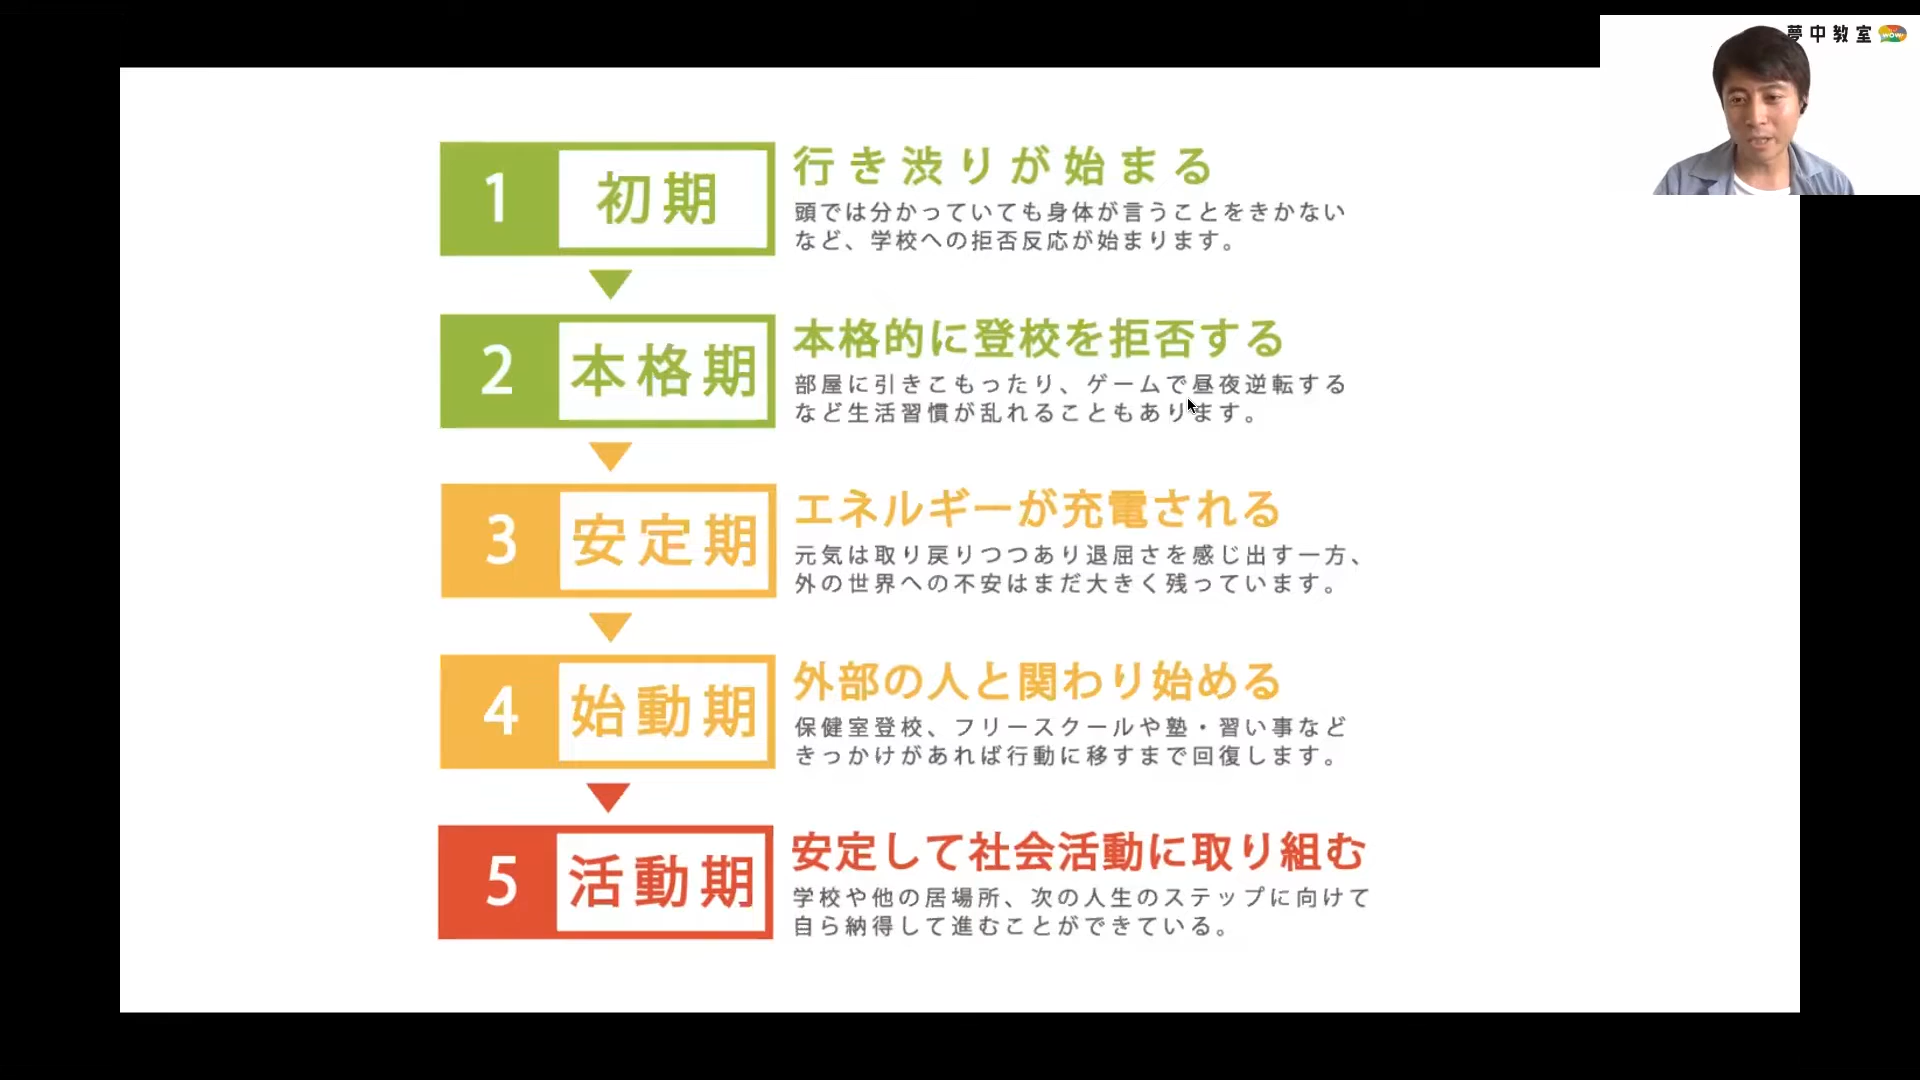 夢中教室
WOW!
1
初期
行き渋りが始まる
頭では分かっていても身体が言うことをきかない
など、学校への拒否反応が始まります。
2
本格期
本格的に登校を拒否する
部屋に引きこもったり、ゲームで昼夜逆転する
など生活習慣が乱れることもあります。
3
安定期
エネルギーが充電される
元気は取り戻りつつあり退屈さを感じ出す一方、
外の世界への不安はまだ大きく残っています。
4
始動期
外部の人と関わり始める
保健室登校、フリースクールや塾・習い事など
きっかけがあれば行動に移すまで回復します。
5
活動期
安定して社会活動に取り組む
学校や他の居場所、次の人生のステップに向けて
自ら納得して進むことができている。